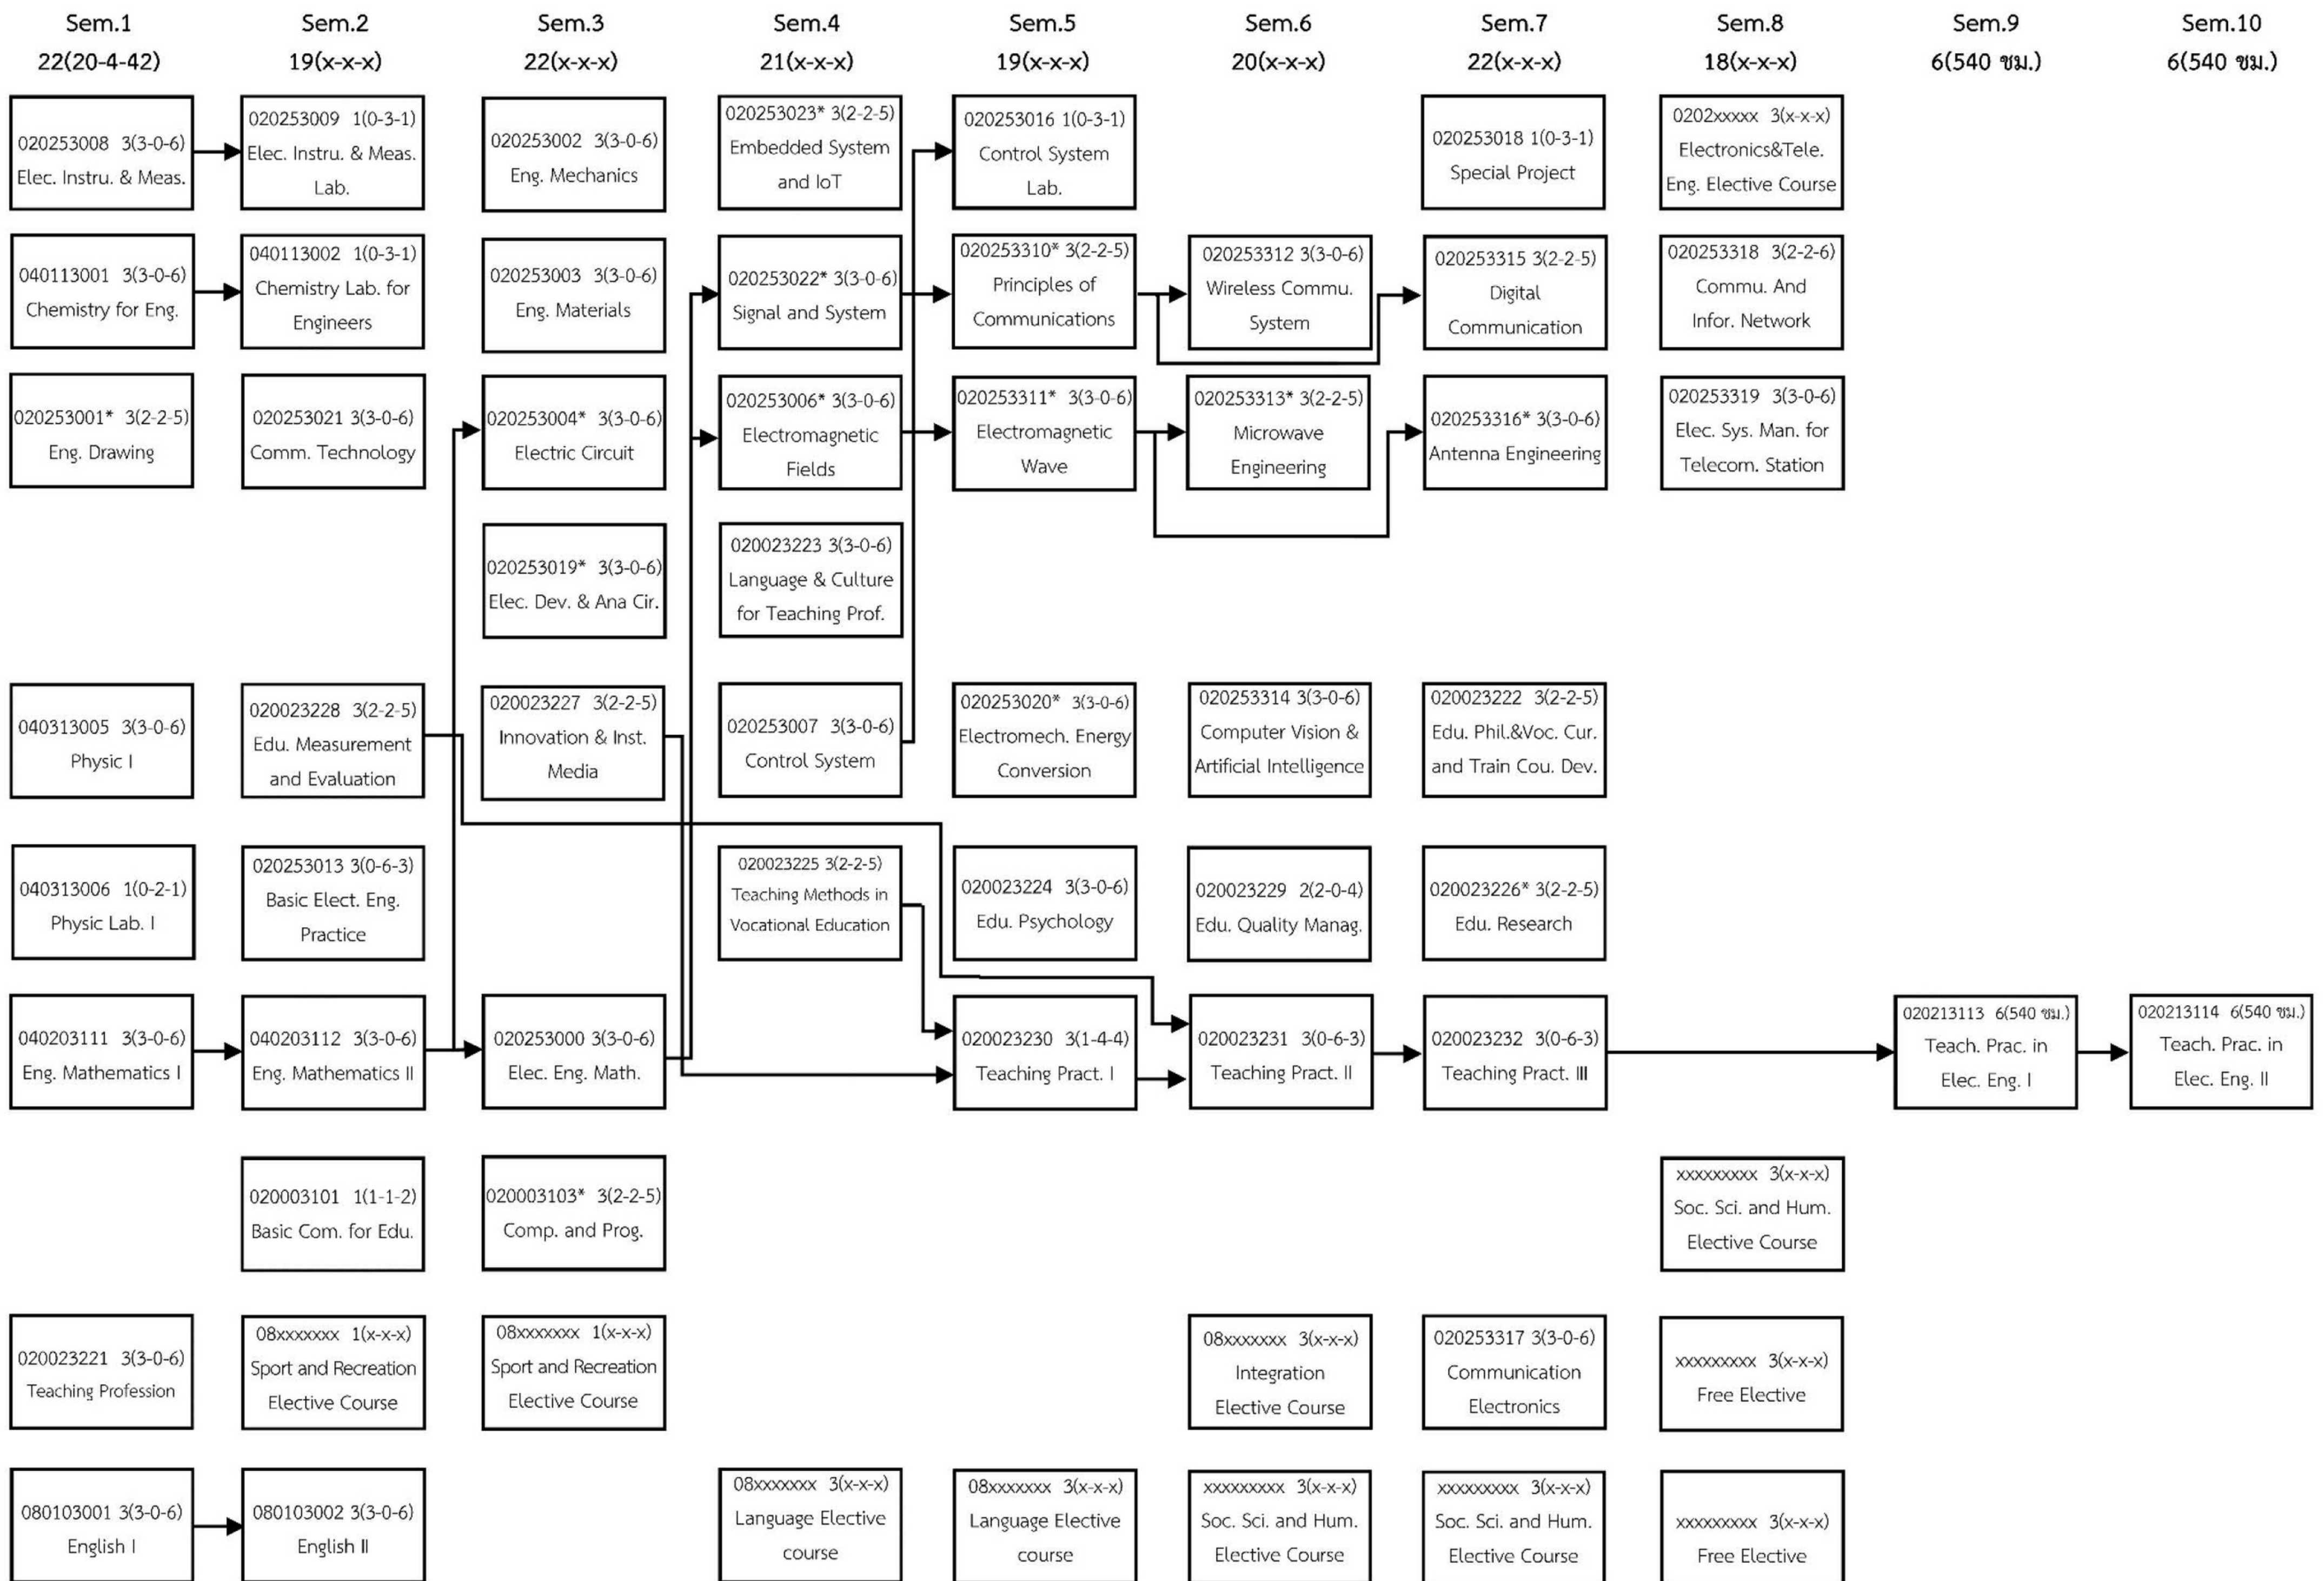 Sem.1
22(20-4-42)
Sem.2
19(x-x-x)
Sem.3
22(x-x-x)
Sem.4
21(x-x-x)
Sem.5
19(x-x-x)
Sem.6
20(x-x-x)
Sem.7
22(x-x-x)
Sem.8
18(x-x-x)
Sem.9
6(540 ชม.)
Sem.10
6(540 ชม.)
020253008 3(3-0-6)
Elec. Instru. & Meas.
020253009 1(0-3-1)
Elec. Instru. & Meas.
Lab.
020253002 3(3-0-6)
Eng. Mechanics
020253023* 3(2-2-5)
Embedded System
and IoT
020253016 1(0-3-1)
Control System
Lab.
020253018 1(0-3-1)
Special Project
0202xxxxx 3(x-x-x)
Electronics&Tele.
Eng. Elective Course
040113001 3(3-0-6)
Chemistry for Eng.
040113002 1(0-3-1)
Chemistry Lab. for
Engineers
020253003 3(3-0-6)
Eng. Materials
020253022* 3(3-0-6)
Signal and System
020253310* 3(2-2-5)
Principles of
Communications
020253312 3(3-0-6)
Wireless Commu.
System
020253315 3(2-2-5)
Digital
Communication
020253318 3(2-2-6)
Commu. And
Infor. Network
020253001* 3(2-2-5)
Eng. Drawing
020253021 3(3-0-6)
Comm. Technology
020253004* 3(3-0-6)
Electric Circuit
020253006* 3(3-0-6)
Electromagnetic
Fields
020253311* 3(3-0-6)
Electromagnetic
Wave
020253313* 3(2-2-5)
Microwave
Engineering
020253316* 3(3-0-6)
Antenna Engineering
020253319 3(3-0-6)
Elec. Sys. Man. for
Telecom. Station
020253019* 3(3-0-6)
Elec. Dev. & Ana Cir.
020023223 3(3-0-6)
Language & Culture
for Teaching Prof.
040313005 3(3-0-6)
Physic I
020023228 3(2-2-5)
Edu. Measurement
and Evaluation
020023227 3(2-2-5)
Innovation & Inst.
Media
020253007 3(3-0-6)
Control System
020253020* 3(3-0-6)
Electromech. Energy
Conversion
020253314 3(3-0-6)
Computer Vision &
Artificial Intelligence
020023222 3(2-2-5)
Edu. Phil.&Voc. Cur.
and Train Cou. Dev.
040313006 1(0-2-1)
Physic Lab. I
020253013 3(0-6-3)
Basic Elect. Eng.
Practice
020023225 3(2-2-5)
Teaching Methods in
Vocational Education
020023224 3(3-0-6)
Edu. Psychology
020023229 2(2-0-4)
Edu. Quality Manag.
020023226* 3(2-2-5)
Edu. Research
040203111 3(3-0-6)
Eng. Mathematics I
040203112 3(3-0-6)
Eng. Mathematics II
020253000 3(3-0-6)
Elec. Eng. Math.
020023230 3(1-4-4)
Teaching Pract. I
020023231 3(0-6-3)
Teaching Pract. II
020023232 3(0-6-3)
Teaching Pract. III
020213113 6(540 ชม.)
Teach. Prac. in
Elec. Eng. I
020213114 6(540 ชม.)
Teach. Prac. in
Elec. Eng. II
020003101 1(1-1-2)
Basic Com. for Edu.
020003103* 3(2-2-5)
Comp. and Prog.
xxxxxxxxx 3(x-x-x)
Soc. Sci. and Hum.
Elective Course
020023221 3(3-0-6)
Teaching Profession
08xxxxxxx 1(x-x-x)
Sport and Recreation
Elective Course
08xxxxxxx 1(x-x-x)
Sport and Recreation
Elective Course
08xxxxxxx 3(x-x-x)
Integration
Elective Course
020253317 3(3-0-6)
Communication
Electronics
xxxxxxxxx 3(x-x-x)
Free Elective
080103001 3(3-0-6)
English I
080103002 3(3-0-6)
English II
08xxxxxxx 3(x-x-x)
Language Elective
course
08xxxxxxx 3(x-x-x)
Language Elective
course
xxxxxxxxx 3(x-x-x)
Soc. Sci. and Hum.
Elective Course
xxxxxxxxx 3(x-x-x)
Soc. Sci. and Hum.
Elective Course
xxxxxxxxx 3(x-x-x)
Free Elective